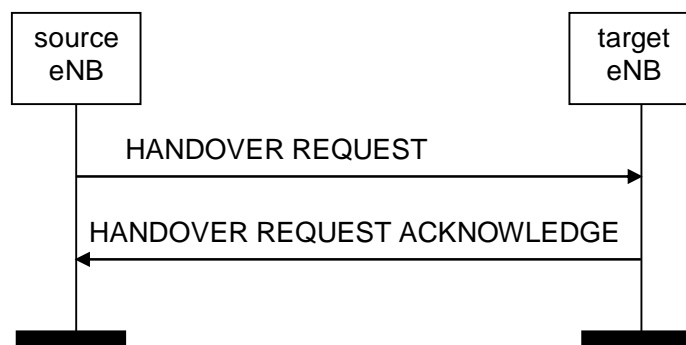 source
eNB
target
eNB
HANDOVER REQUEST
HANDOVER REQUEST ACKNOWLEDGE